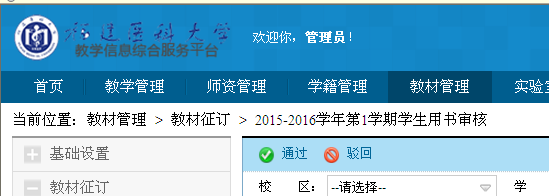 福建医科大学
教学信息综合服务平台
欢迎你，管理员！
首页 教学管理 师资管理 学籍管理 教材管理 实验室
当前位置：教材管理 > 教材征订 > 2015-2016学年第1学期学生用书审核
基础设置
通过 驳回
教材征订
校 区：--请选择-- 学